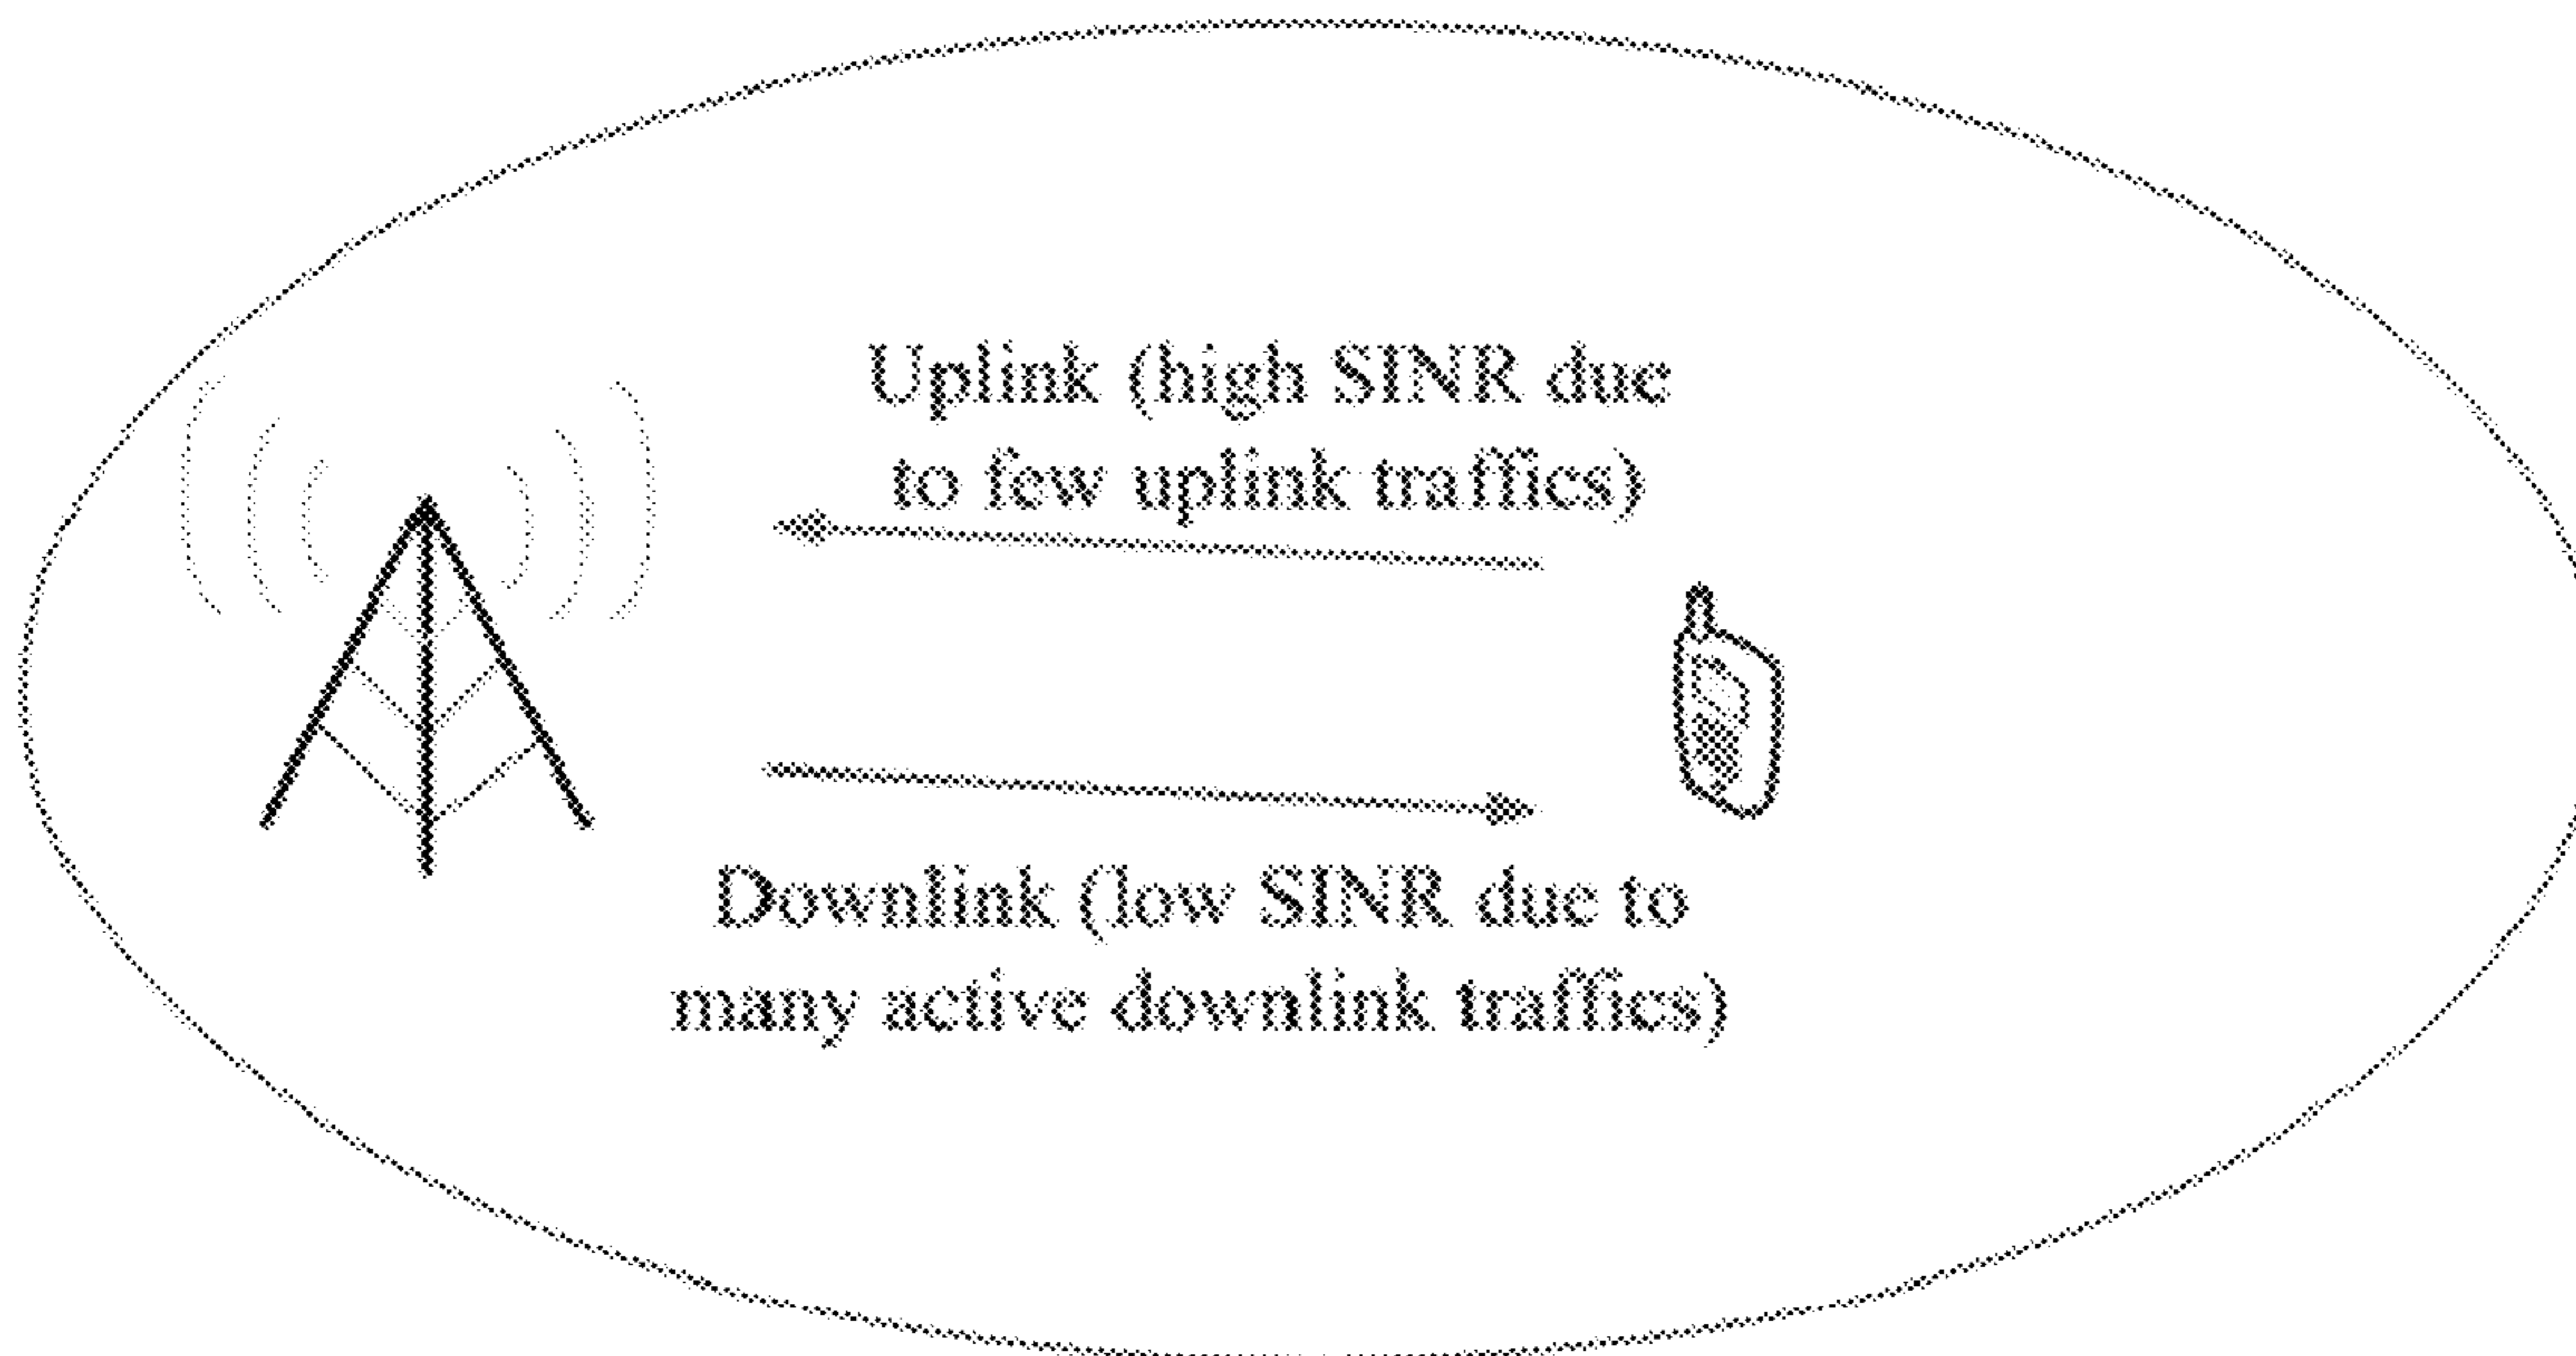 Uplink (high SINR due
to few uplink traffics)
Downlink (low SINR due to
many active downlink traffics)